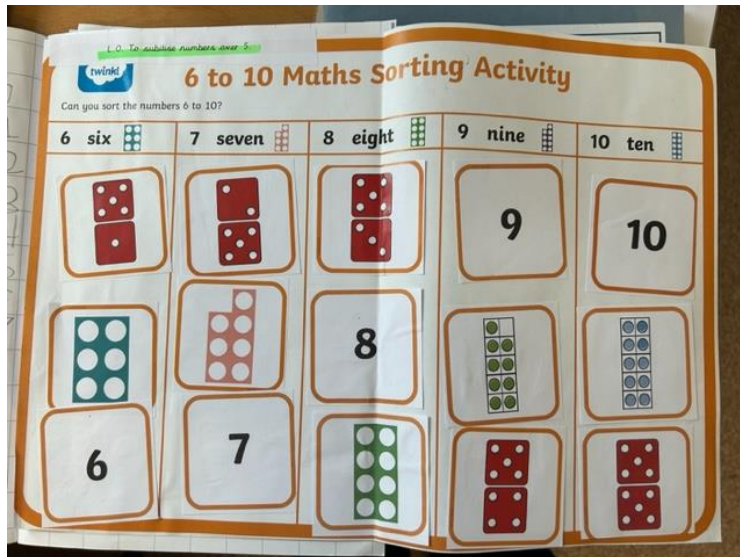 L.O. To subitise numbers over 5.
twinkl
6 to 10 Maths Sorting Activity
Can you sort the numbers 6 to 10?
6 six 7 seven 8 eight 9 nine 10 ten
9 10
8
6 7